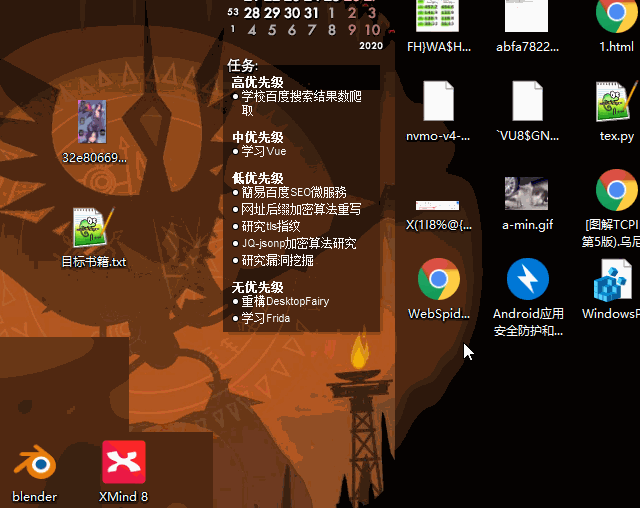 53 28 29 30 31 1 2 3
1 4 5 6 7 8 9 10
2020
任务:
高优先级
学校百度搜索结果数爬
取
中优先级
学习Vue
低优先级
簡易百度SEO微服務
网址后缀加密算法重写
研究tls指纹
JQ-jsonp加密算法研究
研究漏洞挖掘
无优先级
重構DesktopFairy
学习Frida
32e80669...
目标书籍.txt
blender
XMind 8
FH}WA$H...
abfa7822...
1.html
nvmo-v4-...
`VU8$GN...
tex.py
X(1I8%@{...
a-min.gif
[图解TCPI
第5版).乌尼
WebSpid...
Android应用
安全防护和...
WindowsP